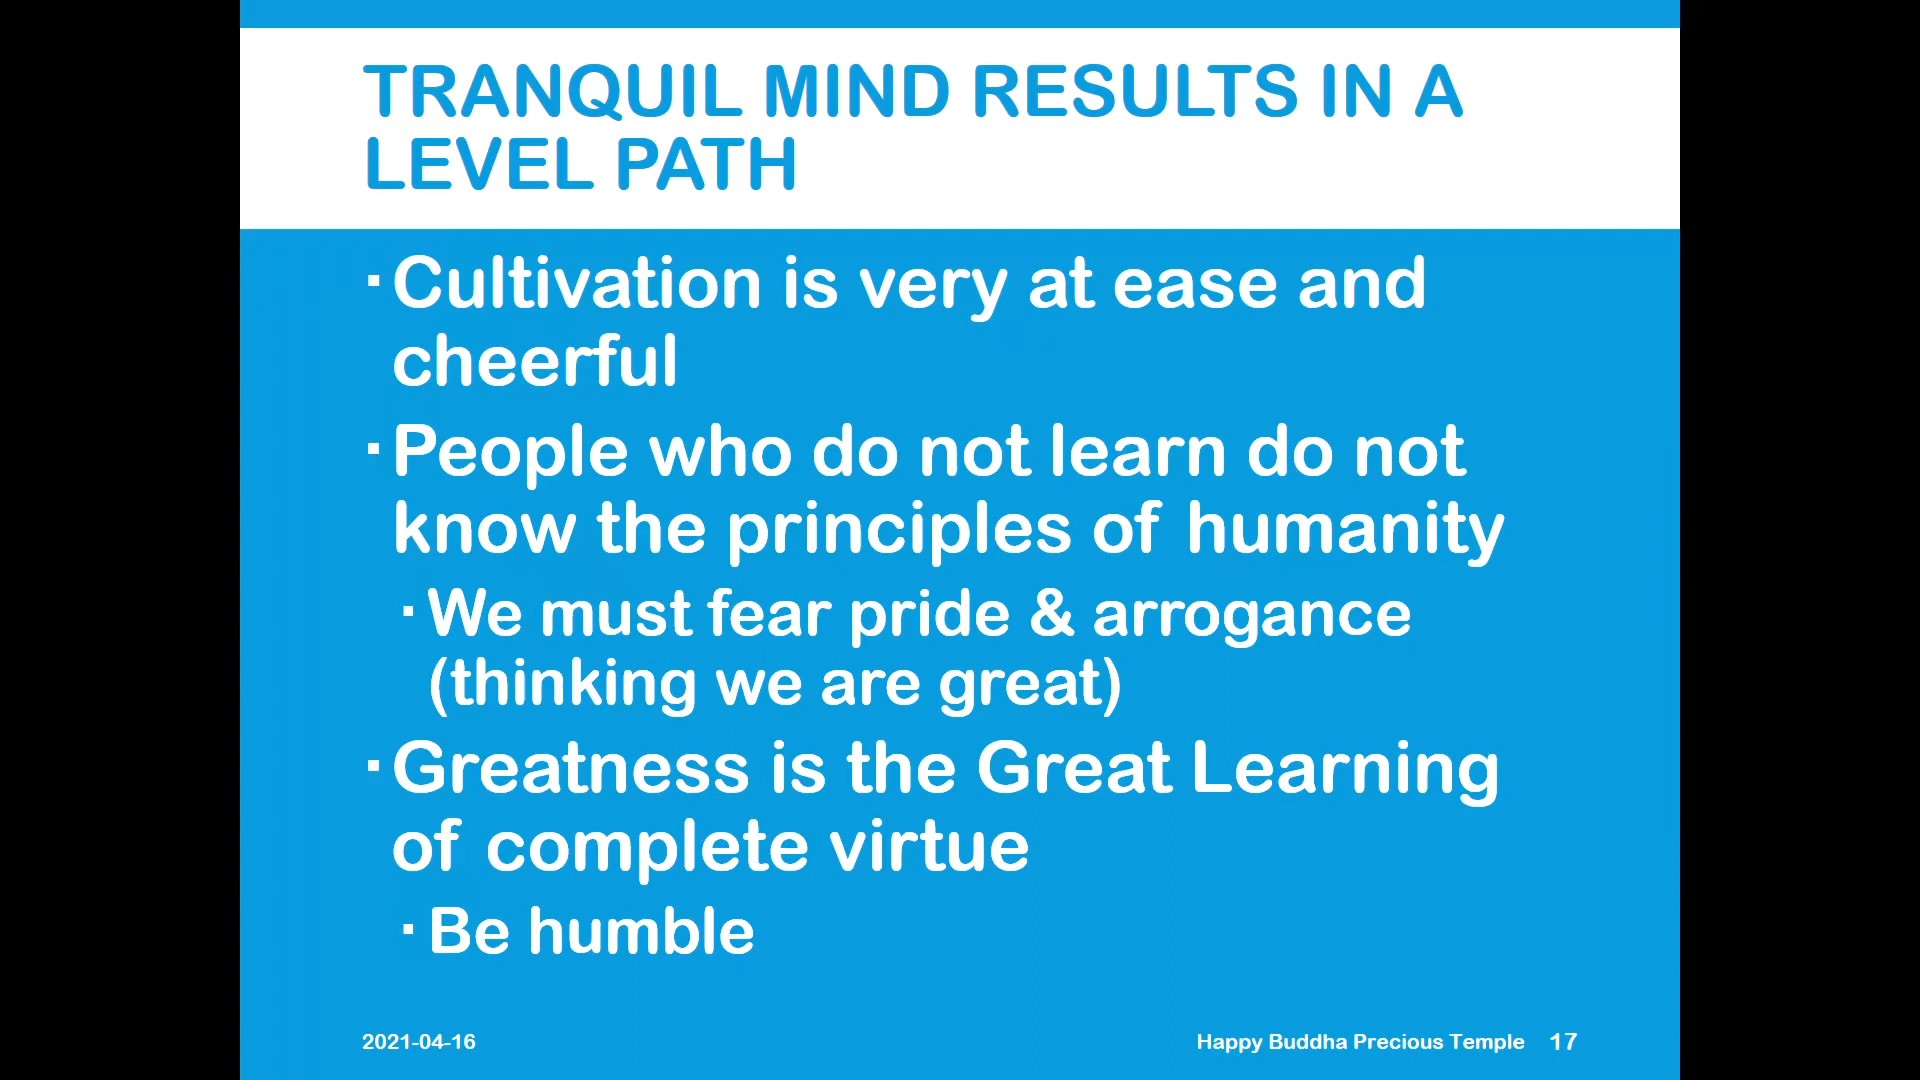 TRANQUIL MIND RESULTS IN A
LEVEL PATH
▪ Cultivation is very at ease and
cheerful
▪ People who do not learn do not
know the principles of humanity
▪ We must fear pride & arrogance
(thinking we are great)
▪ Greatness is the Great Learning
of complete virtue
▪ Be humble
2021-04-16
Happy Buddha Precious Temple 17